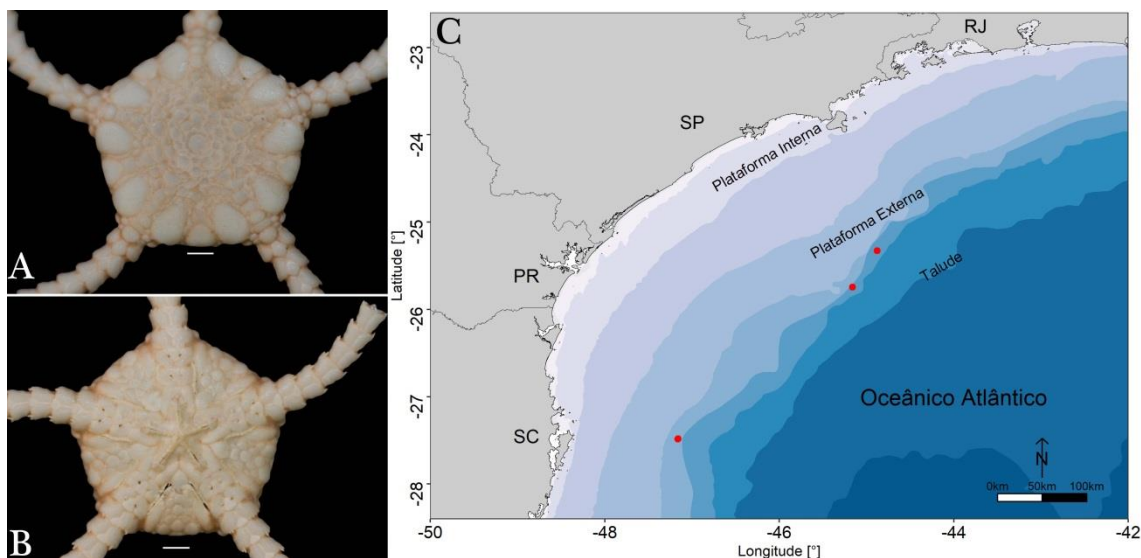 A
B
C
RJ
SP
PR
SC
Plataforma Interna
Plataforma Externa
Talude
Oceânico Atlântico
N
0km 50km 100km
Latitude [°]
-23
-24
-25
-26
-27
-28
-50 -48 -46 -44 -42
Longitude [°]